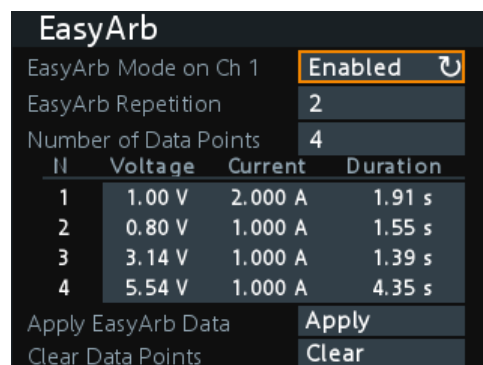 EasyArb
EasyArb Mode on Ch 1 Enabled
EasyArb Repetition 2
Number of Data Points 4
N Voltage Current Duration
1 1.00 V 2.000 A 1.91 s
2 0.80 V 1.000 A 1.55 s
3 3.14 V 1.000 A 1.39 s
4 5.54 V 1.000 A 4.35 s
Apply EasyArb Data Apply
Clear Data Points Clear